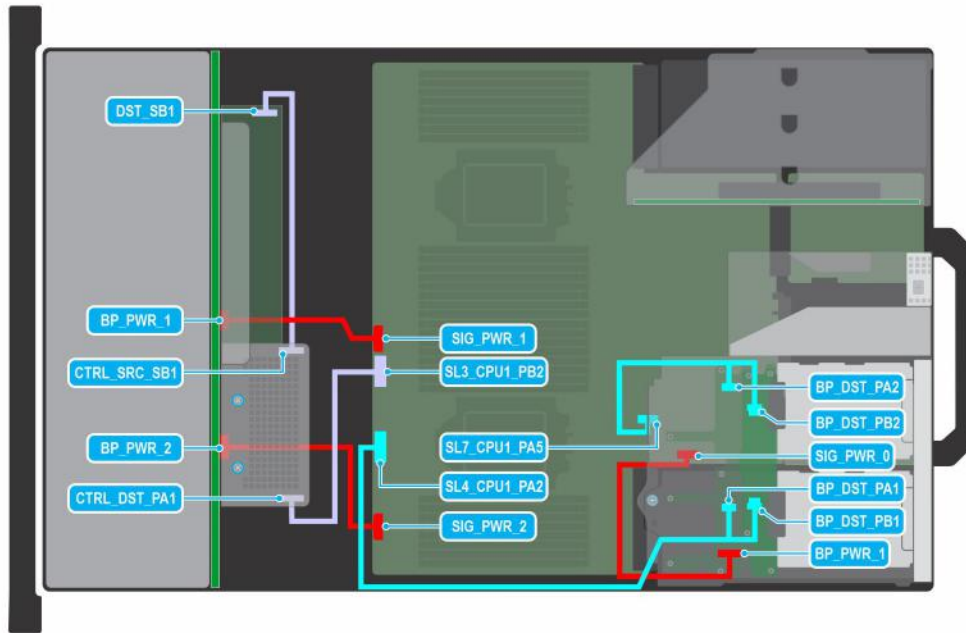 DST_SB1
BP_PWR_1
SIG_PWR_1
CTRL_SRC_SB1
SL3_CPU1_PB2
BP_DST_PA2
BP_DST_PB2
BP_PWR_2
SL7_CPU1_PA5
SIG_PWR_0
SL4_CPU1_PA2
BP_DST_PA1
CTRL_DST_PA1
BP_DST_PB1
SIG_PWR_2
BP_PWR_1